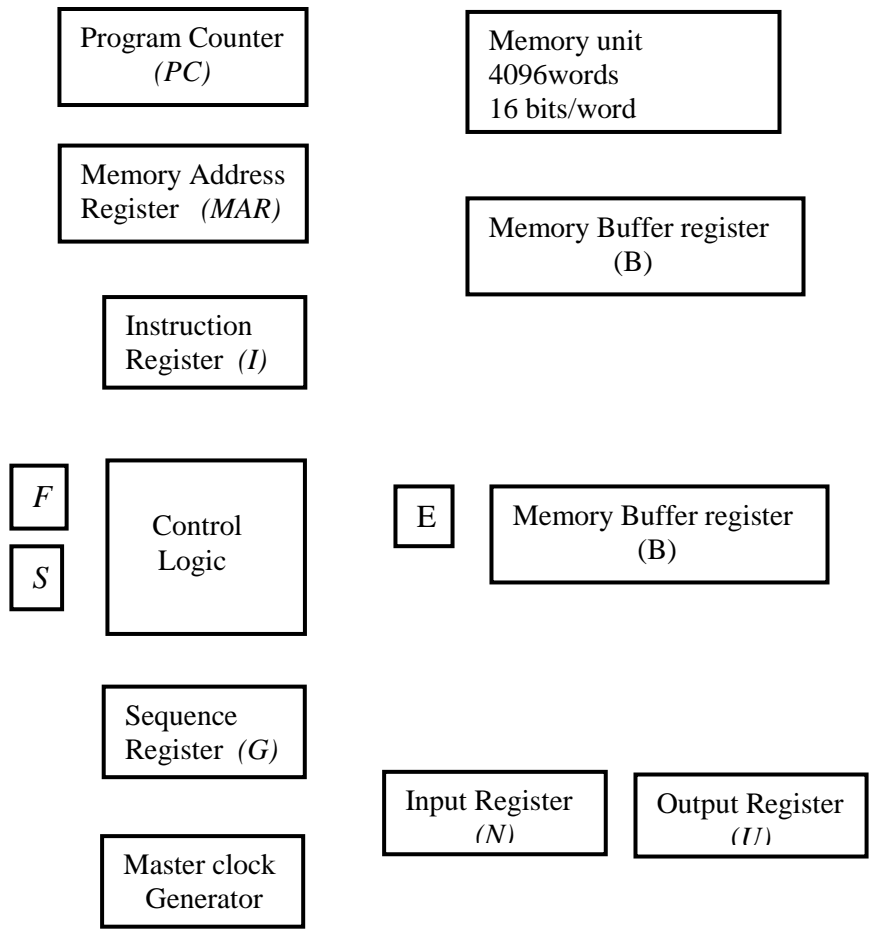 Program Counter
(PC)
Memory unit
4096words
16 bits/word
Memory Address
Register (MAR)
Memory Buffer register
(B)
Instruction
Register (I)
F
S
Control
Logic
E
Memory Buffer register
(B)
Sequence
Register (G)
Input Register
(N)
Output Register
(U)
Master clock
Generator